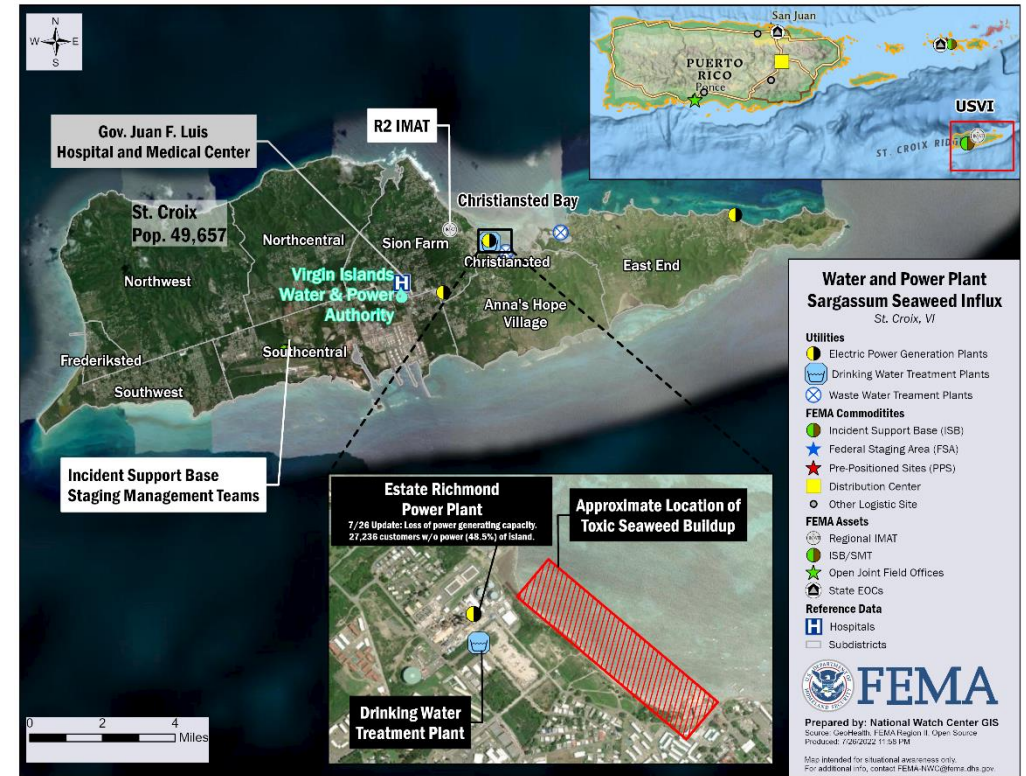 N
W E
S
San Juan
PUERTO
RICO
Ponce
USVI
ST. CROIX RIDGE
Gov. Juan F. Luis
Hospital and Medical Center
R2 IMAT
Christiansted Bay
St. Croix
Pop. 49,657
Northcentral
Sion Farm
Christiansted
East End
Northwest
Virgin Islands
Water & Power
Authority
H
Anna's Hope
Village
Frederiksted
Southcentral
Southwest
Incident Support Base
Staging Management Teams
Estate Richmond
Power Plant
7/26 Update: Loss of power generating capacity.
27,236 customers w/o power (48.5%) of island.
Approximate Location of
Toxic Seaweed Buildup
Drinking Water
Treatment Plant
0 2 4
Miles
Water and Power Plant
Sargassum Seaweed Influx
St. Croix, VI
Utilities
Electric Power Generation Plants
Drinking Water Treatment Plants
Waste Water Treament Plants
FEMA Commoditites
Incident Support Base (ISB)
Federal Staging Area (FSA)
Pre-Positioned Sites (PPS)
Distribution Center
Other Logistic Site
FEMA Assets
Regional IMAT
ISB/SMT
Open Joint Field Offices
State EOCs
Reference Data
H Hospitals
Subdistricts
FEMA
Prepared by: National Watch Center GIS
Source: GeoHealth, FEMA Region II, Open Source
Produced: 7/26/2022 11:58 PM
Map intended for situational awareness only.
For additional info, contact FEMA-NWC@fema.dhs.gov.